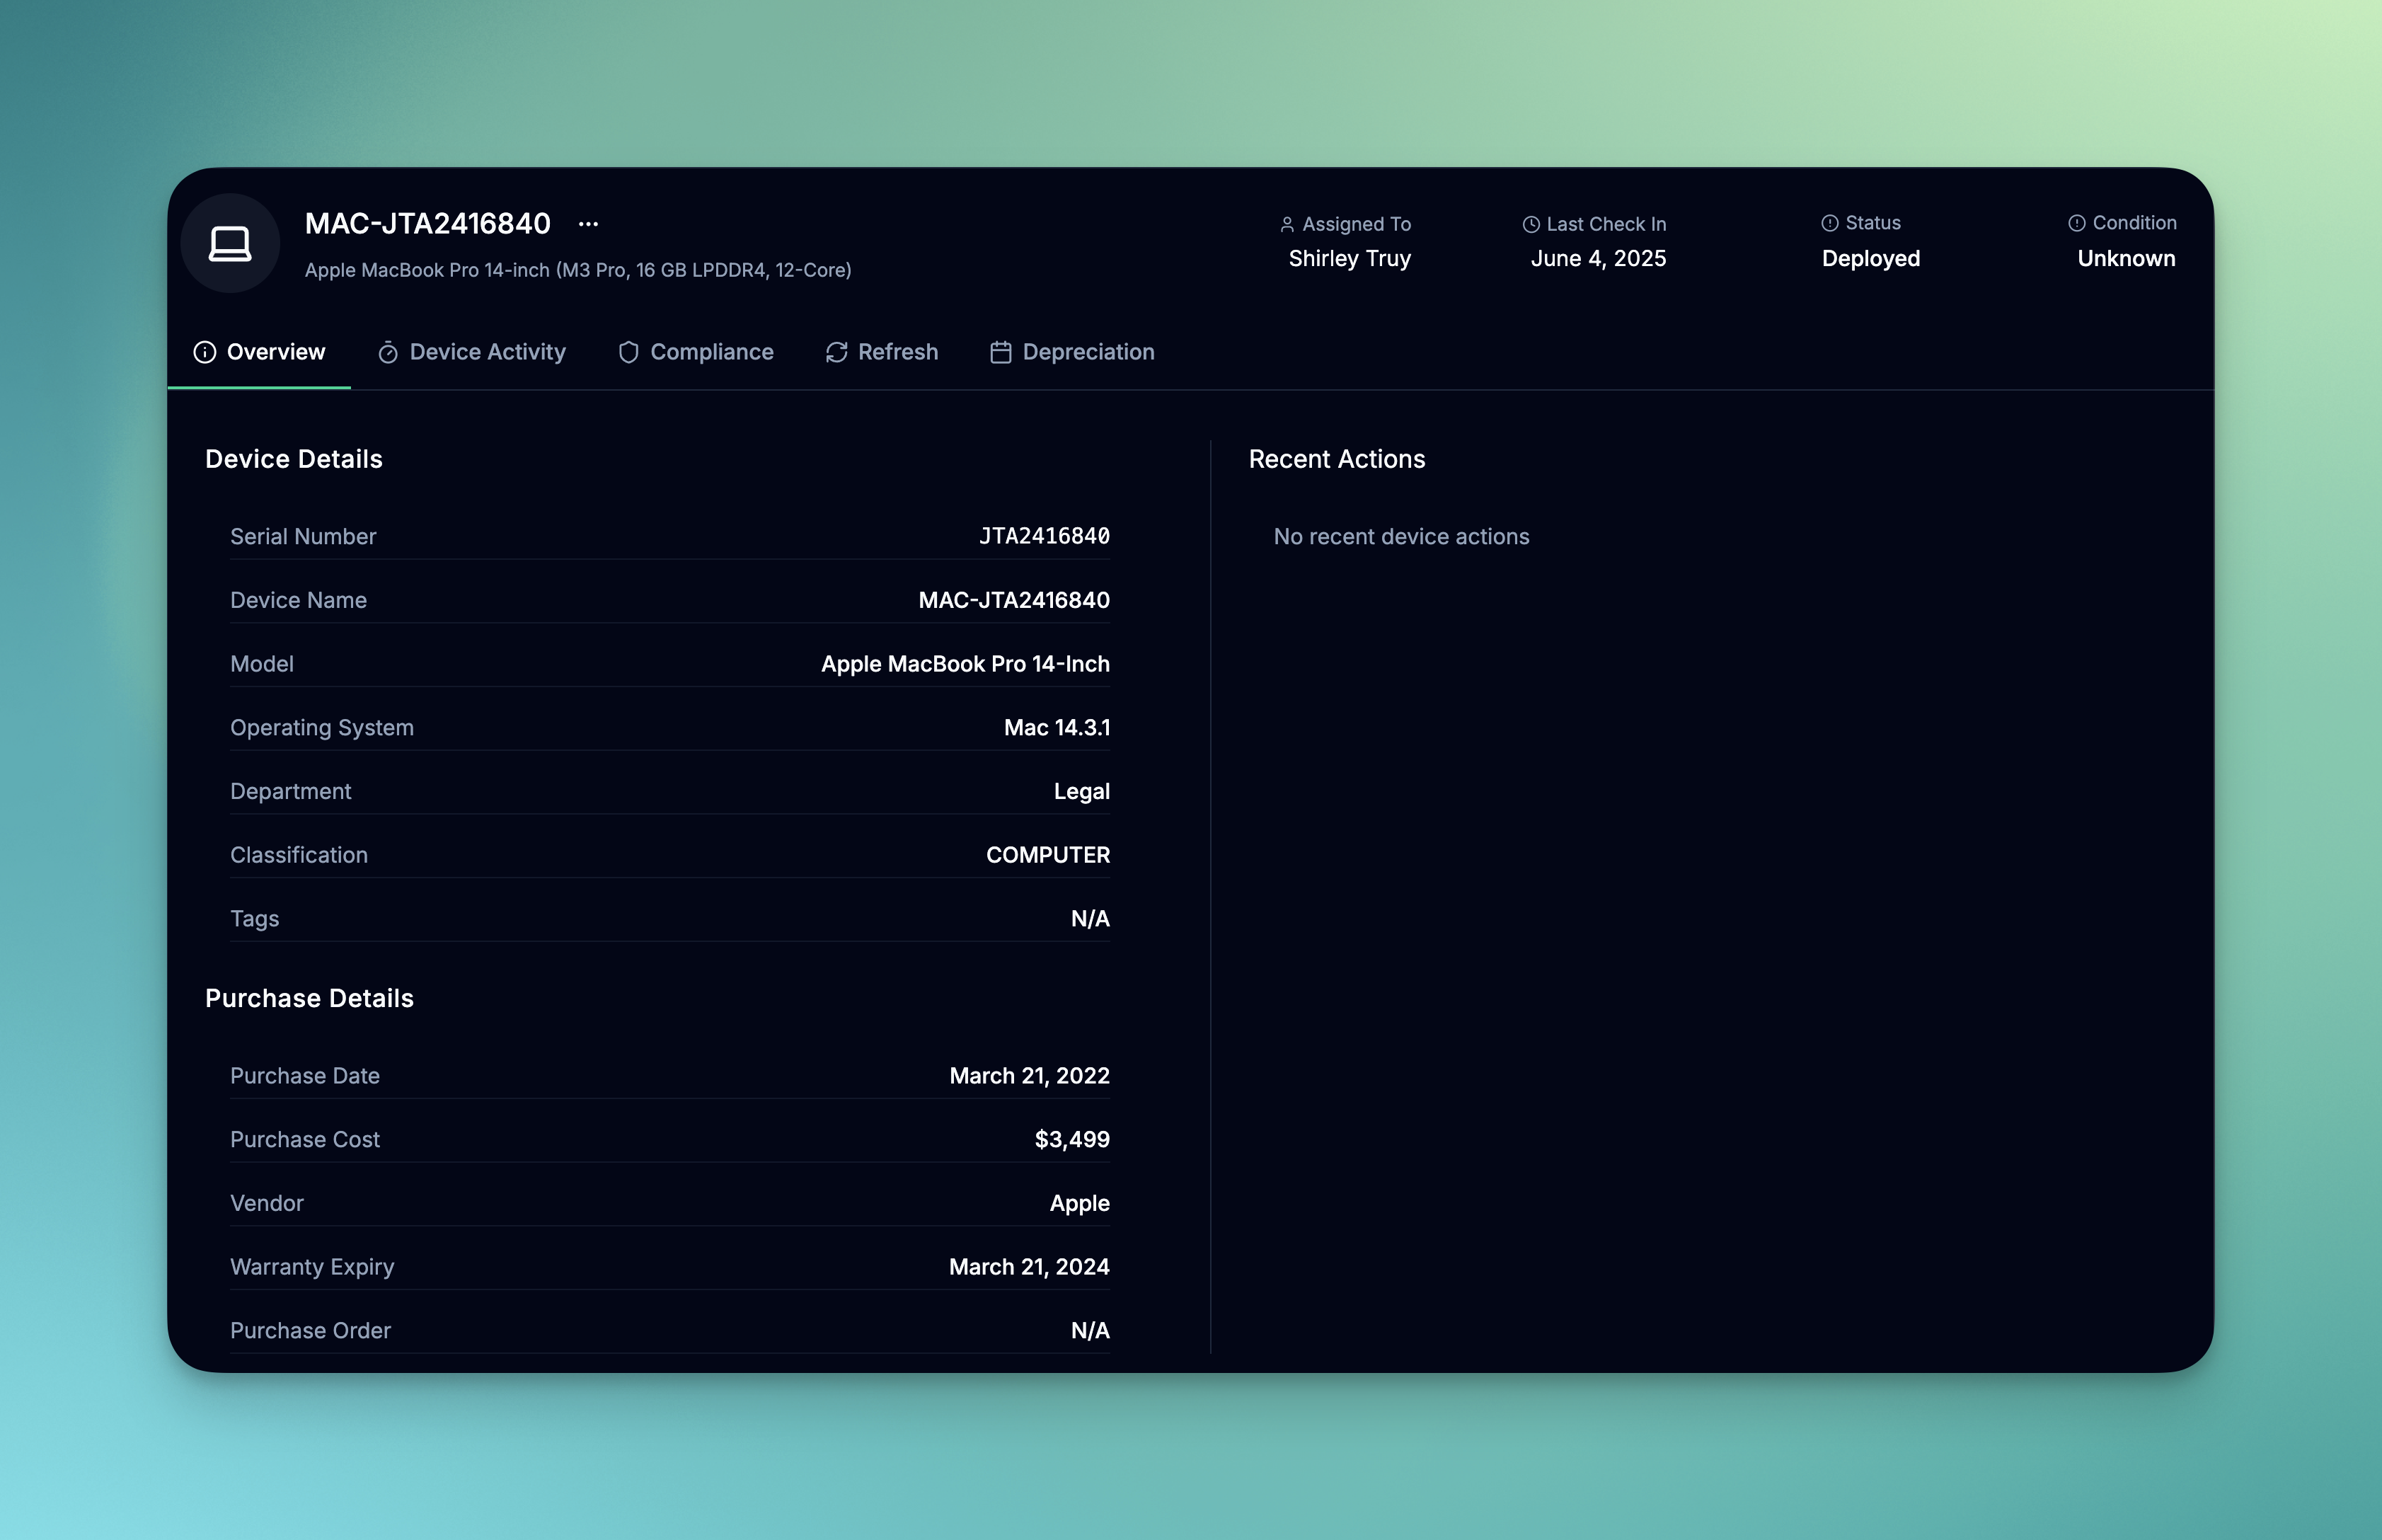 MAC-JTA2416840 ...
Apple MacBook Pro 14-inch (M3 Pro, 16 GB LPDDR4, 12-Core)
Assigned To
Shirley Truy
Last Check In
June 4, 2025
Status
Deployed
Condition
Unknown
Overview Device Activity Compliance Refresh Depreciation
Device Details
Serial Number JTA2416840
Device Name MAC-JTA2416840
Model Apple MacBook Pro 14-Inch
Operating System Mac 14.3.1
Department Legal
Classification COMPUTER
Tags N/A
Purchase Details
Purchase Date March 21, 2022
Purchase Cost $3,499
Vendor Apple
Warranty Expiry March 21, 2024
Purchase Order N/A
Recent Actions
No recent device actions